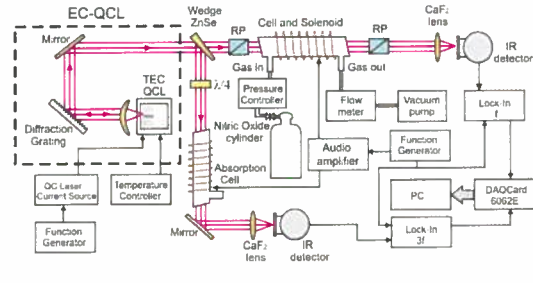 EC-QCL
Mirror
Wedge
ZnSe
RP
Cell and Solenoid
RP
CaF₂
lens
IR
detector
TEC
QCL
λ/4
Gas in
Gas out
Pressure
Controller
Flow
meter
Vacuum
pump
Lock-In
f
Diffraction
Grating
Nitric Oxide
cylinder
Audio
amplifier
Function
Generator
Absorption
Cell
QC Laser
Current Source
Temperature
Controller
PC
DAQCard
6062E
Function
Generator
Mirror
CaF₂
lens
IR
detector
Lock-In
3f